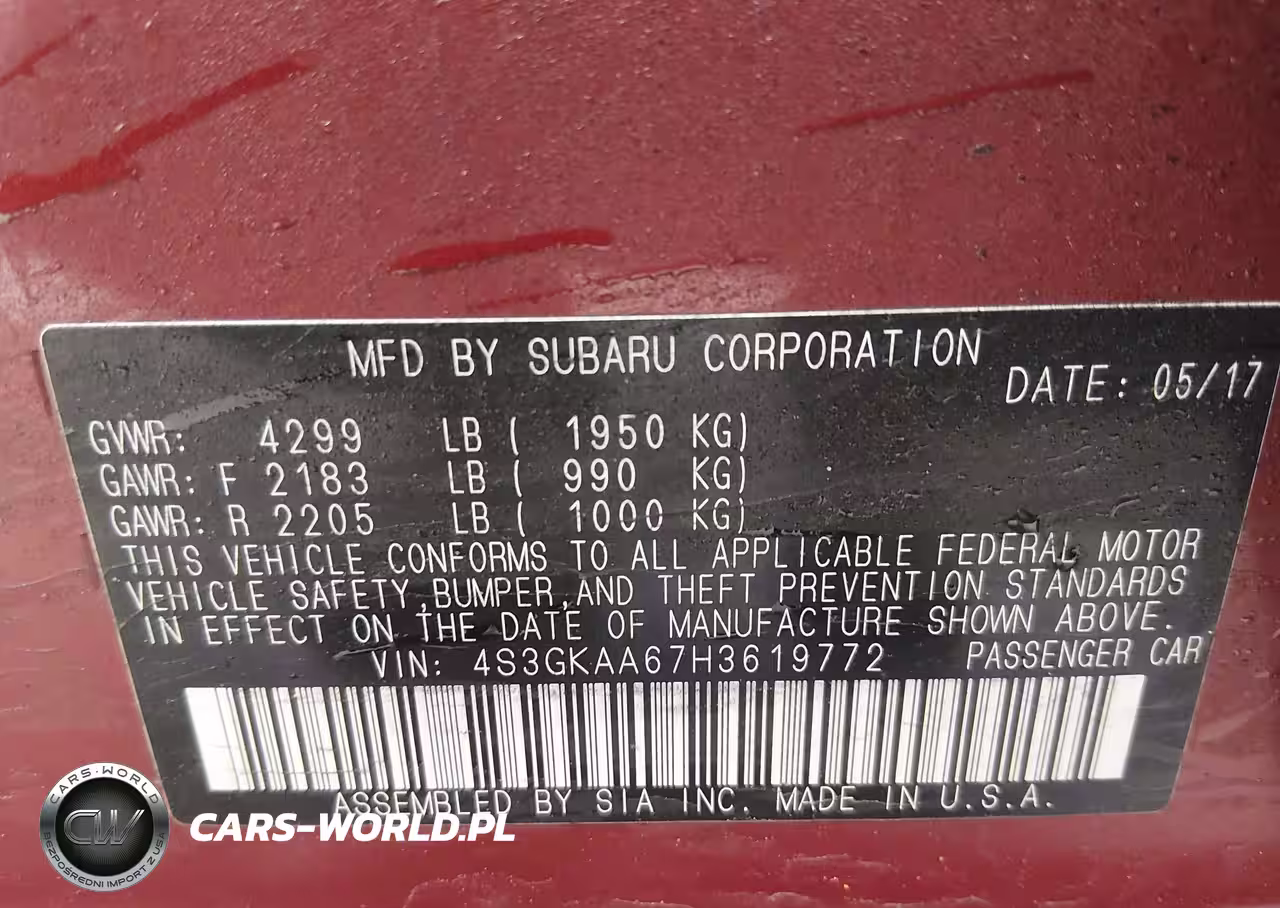 MFD BY SUBARU CORPORATION
DATE: 05/17
GVWR: 4299 LB ( 1950 KG)
GAWR: F 2183 LB ( 990 KG)
GAWR: R 2205 LB ( 1000 KG)
THIS VEHICLE CONFORMS TO ALL APPLICABLE FEDERAL MOTOR
VEHICLE SAFETY,BUMPER,AND THEFT PREVENTION STANDARDS
IN EFFECT ON THE DATE OF MANUFACTURE SHOWN ABOVE.
VIN: 4S3GKAA67H3619772 PASSENGER CAR
ASSEMBLED BY SIA INC. MADE IN U.S.A.
CARS-WORLD
CW
BEZPOŚREDNI IMPORT Z USA
CARS-WORLD.PL